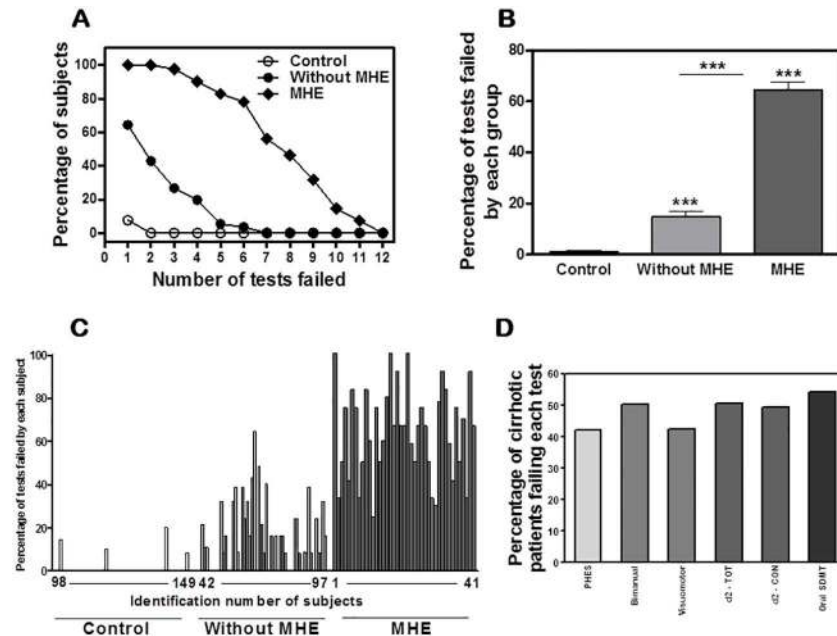 A
Percentage of subjects
100
80
60
40
20
0
Control
Without MHE
MHE
0 1 2 3 4 5 6 7 8 9 10 11 12
Number of tests failed
B
Percentage of tests failed
by each group
80
60
40
20
0
***
***
***
Control Without MHE MHE
C
Percentage of tests failed by each subject
100
80
60
40
20
0
98 149 42 97 1 41
Identification number of subjects
Control Without MHE MHE
D
Percentage of cirrhotic
patients failing each test
60
50
40
30
20
10
0
PHES
Bimanual
Visuomotor
d2 - TOT
d2 - CON
Oral SDMT